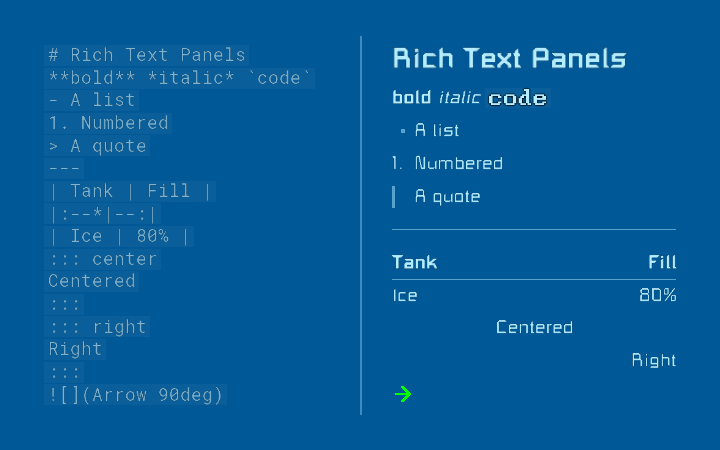 # Rich Text Panels
**bold** *italic* `code`
- A list
1. Numbered
> A quote
---
| Tank | Fill |
|:--*|--:|
| Ice | 80% |
::: center
Centered
:::
::: right
Right
:::
![](Arrow 90deg)
Rich Text Panels
bold italic code
▪ A list
1. Numbered
A quote
Tank Fill
Ice 80%
Centered
Right